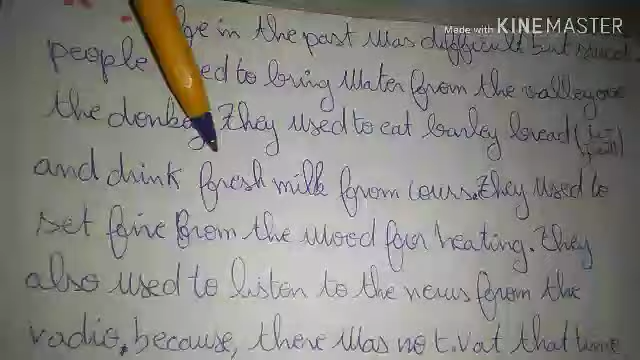 Made with KINEMASTER
in the past was difficult but
people used to bring water from the valley on
the donkey. They used to eat barley bread
and drink fresh milk from cows. They used to
set fire from the wood for heating. They
also used to listen to the news from the
radio, because, there was no t.v at that time